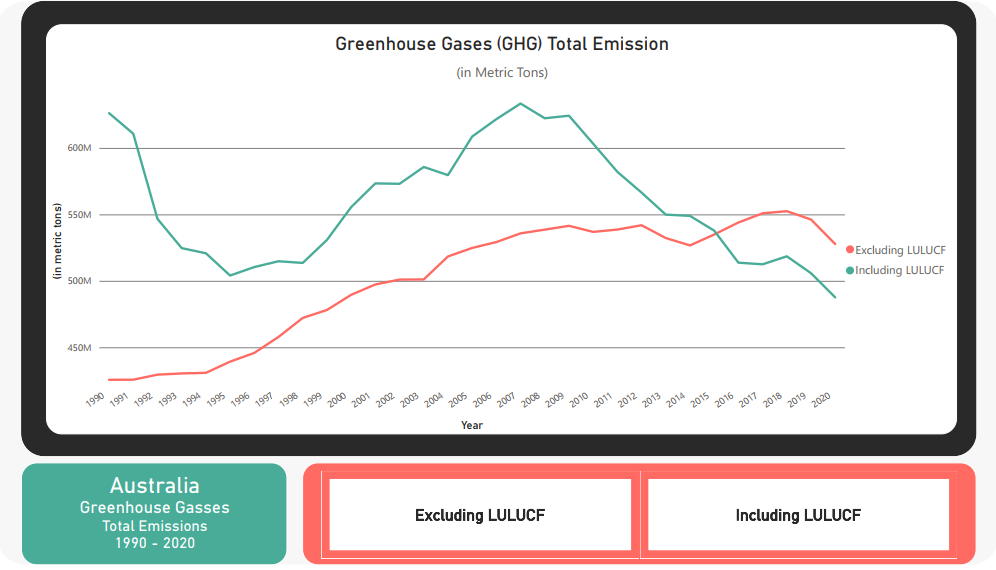 Greenhouse Gases (GHG) Total Emission
(in Metric Tons)
600M
550M
500M
450M
(in metric tons)
1990 1991 1992 1993 1994 1995 1996 1997 1998 1999 2000 2001 2002 2003 2004 2005 2006 2007 2008 2009 2010 2011 2012 2013 2014 2015 2016 2017 2018 2019 2020
Year
Excluding LULUCF
Including LULUCF
Australia
Greenhouse Gasses
Total Emissions
1990 - 2020
Excluding LULUCF
Including LULUCF